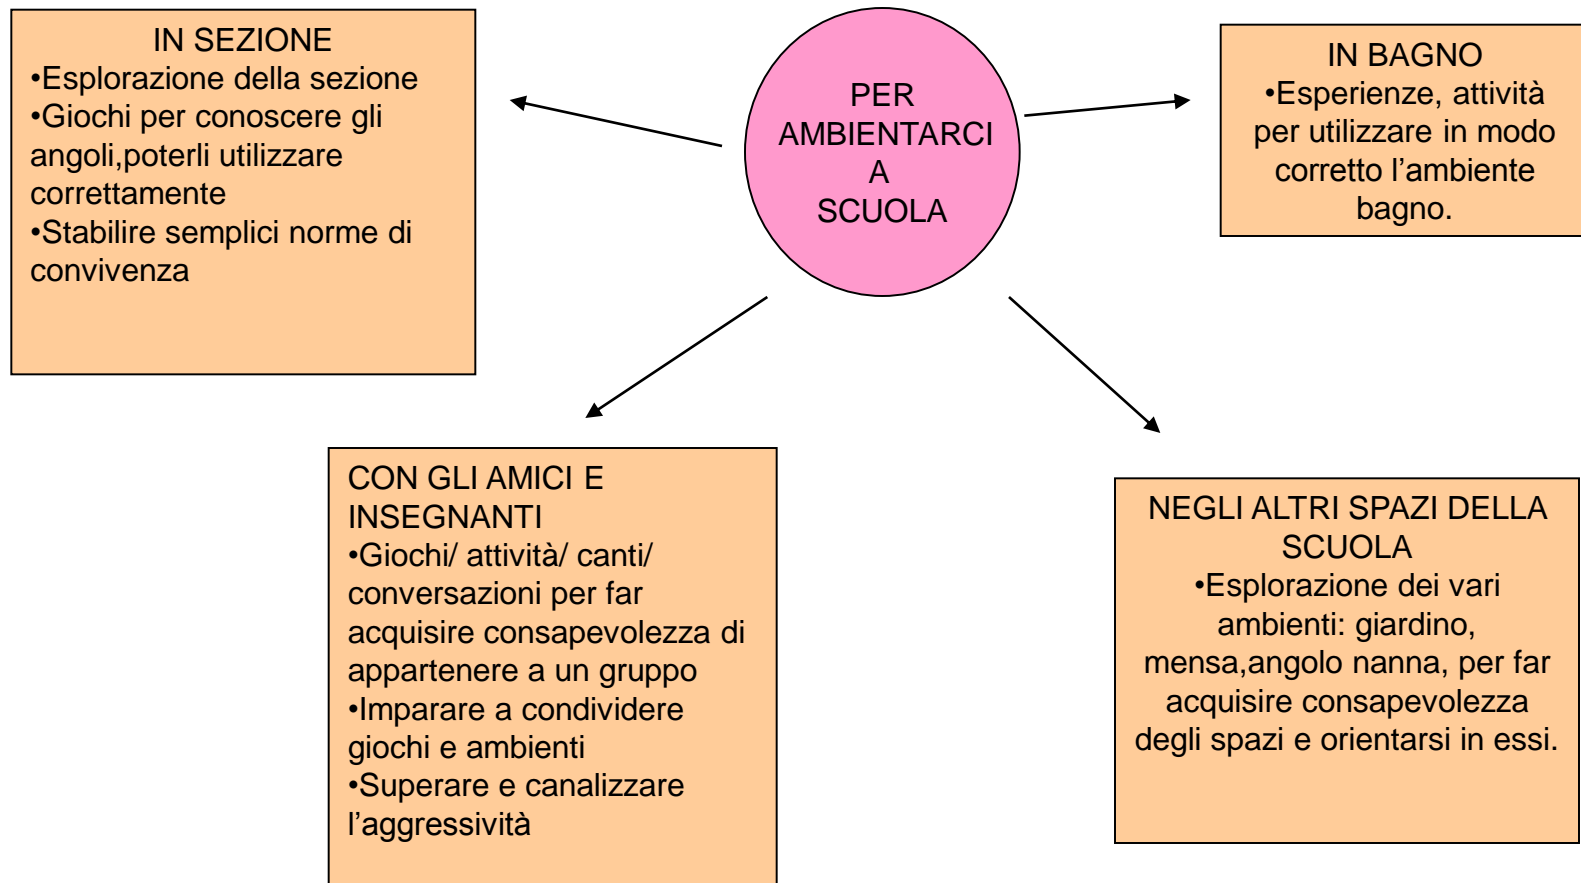 IN SEZIONE
•Esplorazione della sezione
•Giochi per conoscere gli
angoli,poterli utilizzare
correttamente
•Stabilire semplici norme di
convivenza
PER
AMBIENTARCI
A
SCUOLA
IN BAGNO
•Esperienze, attività
per utilizzare in modo
corretto l’ambiente
bagno.
CON GLI AMICI E
INSEGNANTI
•Giochi/ attività/ canti/
conversazioni per far
acquisire consapevolezza di
appartenere a un gruppo
•Imparare a condividere
giochi e ambienti
•Superare e canalizzare
l’aggressività
NEGLI ALTRI SPAZI DELLA
SCUOLA
•Esplorazione dei vari
ambienti: giardino,
mensa,angolo nanna, per far
acquisire consapevolezza
degli spazi e orientarsi in essi.